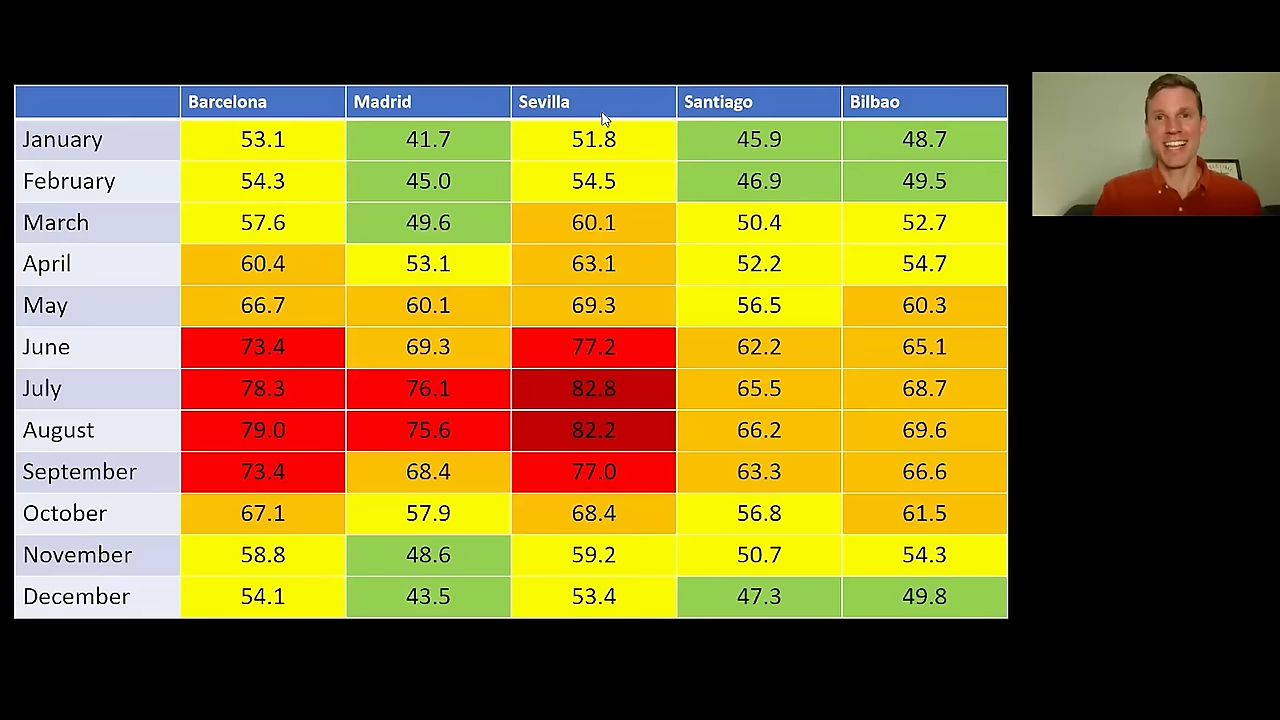 Barcelona Madrid Sevilla Santiago Bilbao
January 53.1 41.7 51.8 45.9 48.7
February 54.3 45.0 54.5 46.9 49.5
March 57.6 49.6 60.1 50.4 52.7
April 60.4 53.1 63.1 52.2 54.7
May 66.7 60.1 69.3 56.5 60.3
June 73.4 69.3 77.2 62.2 65.1
July 78.3 76.1 82.8 65.5 68.7
August 79.0 75.6 82.2 66.2 69.6
September 73.4 68.4 77.0 63.3 66.6
October 67.1 57.9 68.4 56.8 61.5
November 58.8 48.6 59.2 50.7 54.3
December 54.1 43.5 53.4 47.3 49.8